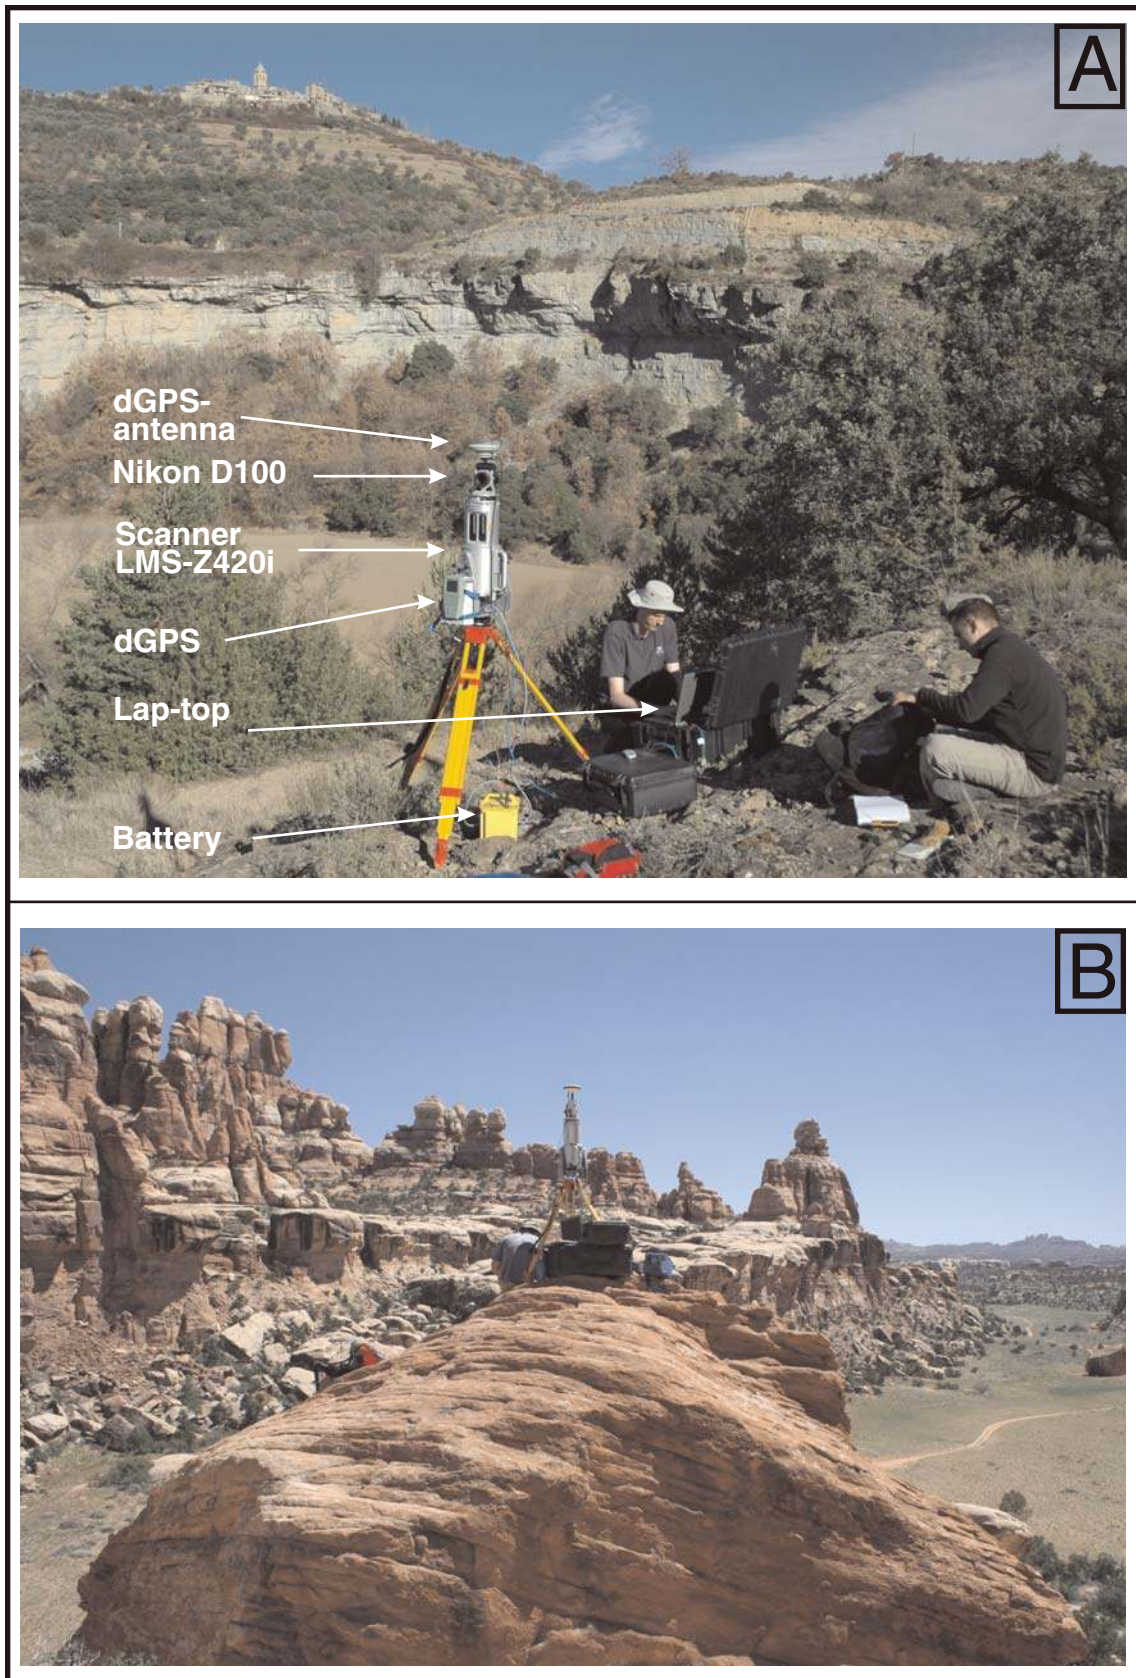 A
dGPS-
antenna
Nikon D100
Scanner
LMS-Z420i
dGPS
Lap-top
Battery
B